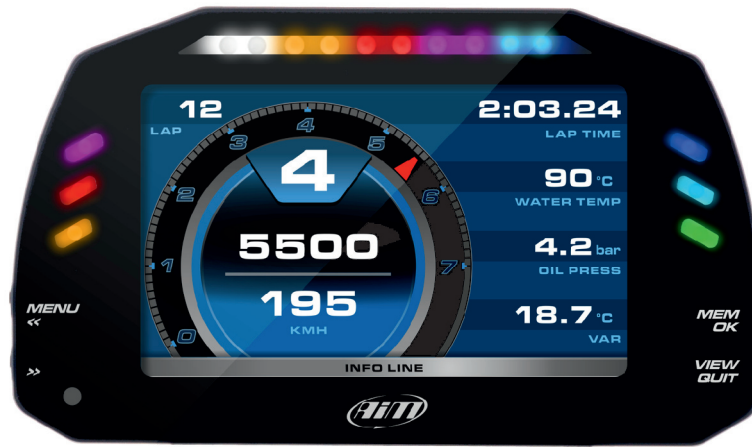 12
LAP
2:03.24
LAP TIME
0
1
2
3
4
5
6
7
4
5500
195
KMH
90 °C
WATER TEMP
4.2 bar
OIL PRESS
18.7 °C
VAR
MENU
<<
>>
MEM
OK
VIEW
QUIT
INFO LINE
AiM